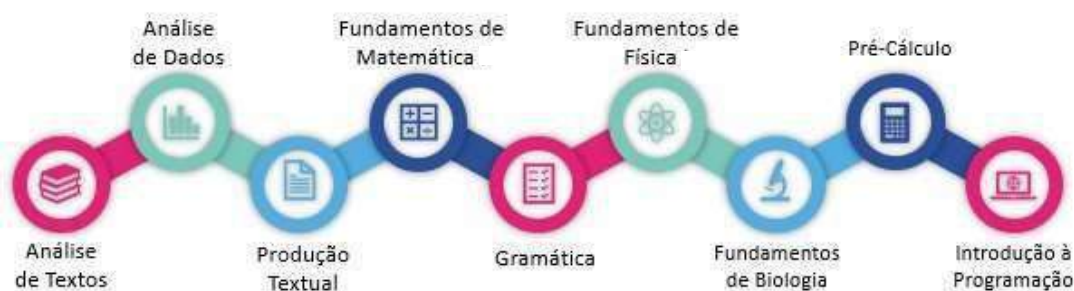 Análise
de Dados
Fundamentos de
Matemática
Fundamentos de
Física
Pré-Cálculo
Análise
de Textos
Produção
Textual
Gramática
Fundamentos
de Biologia
Introdução à
Programação